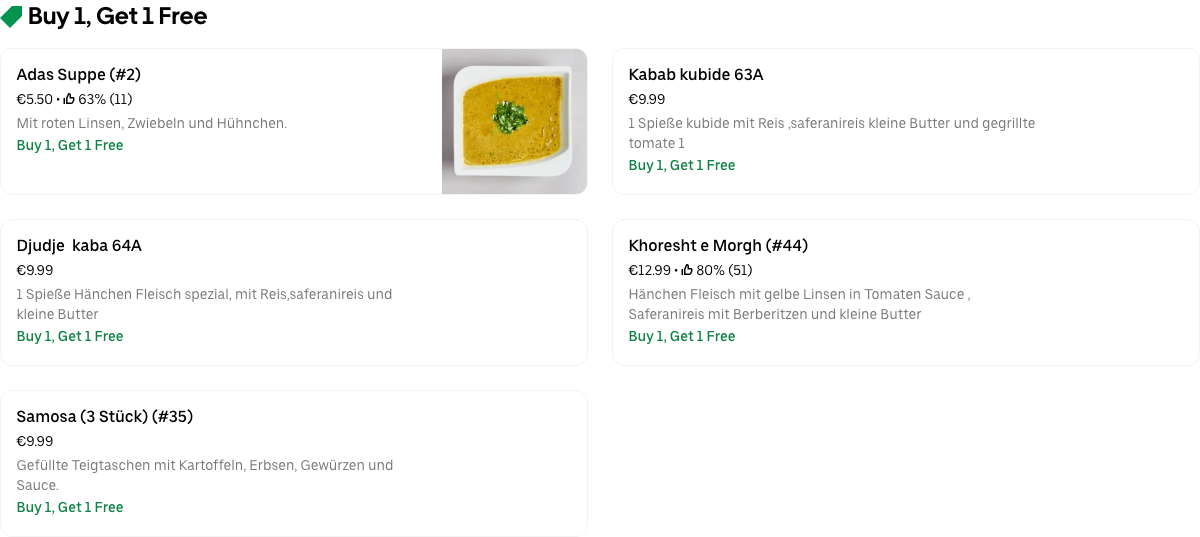 Buy 1, Get 1 Free
Adas Suppe (#2)
€5.50 • 63% (11)
Mit roten Linsen, Zwiebeln und Hühnchen.
Buy 1, Get 1 Free
Kabab kubide 63A
€9.99
1 Spieße kubide mit Reis ,saferanireis kleine Butter und gegrillte
tomate 1
Buy 1, Get 1 Free
Djudje  kaba 64A
€9.99
1 Spieße Hänchen Fleisch spezial, mit Reis,saferanireis und
kleine Butter
Buy 1, Get 1 Free
Khoresht e Morgh (#44)
€12.99 • 80% (51)
Hänchen Fleisch mit gelbe Linsen in Tomaten Sauce ,
Saferanireis mit Berberitzen und kleine Butter
Buy 1, Get 1 Free
Samosa (3 Stück) (#35)
€9.99
Gefüllte Teigtaschen mit Kartoffeln, Erbsen, Gewürzen und
Sauce.
Buy 1, Get 1 Free